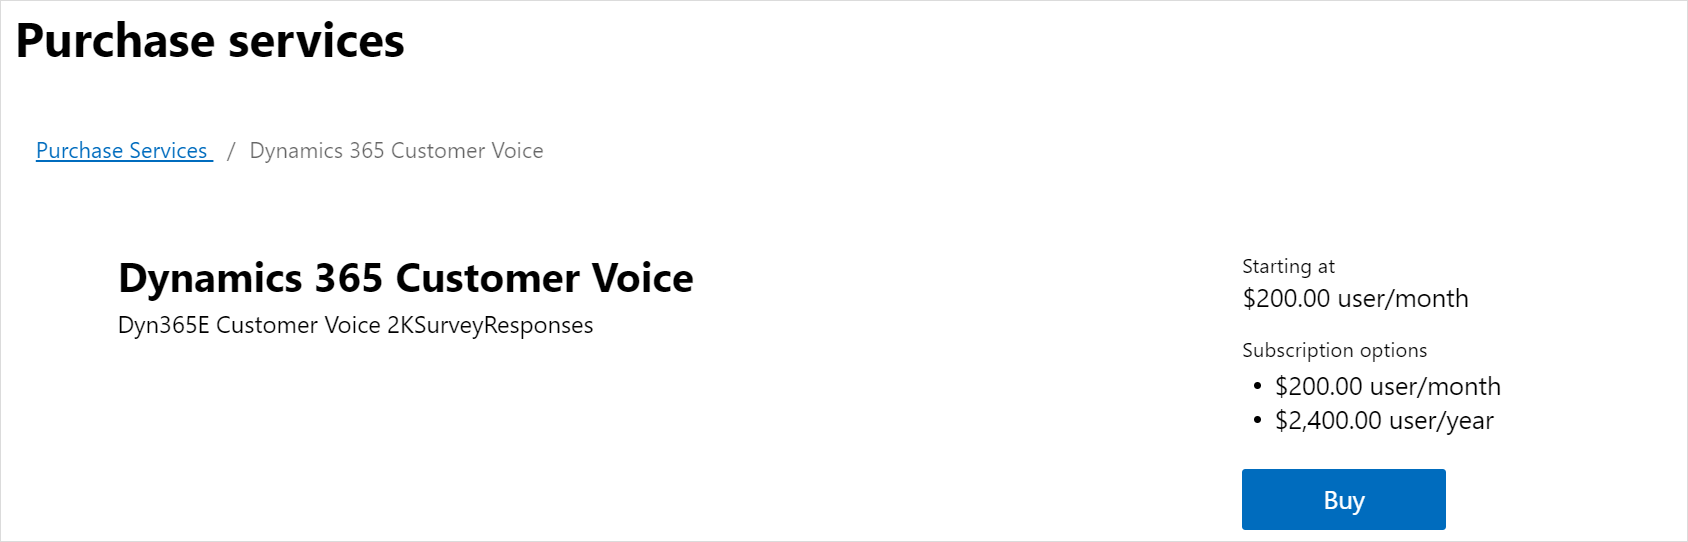 Purchase services
Purchase Services / Dynamics 365 Customer Voice
Dynamics 365 Customer Voice
Dyn365E Customer Voice 2KSurveyResponses
Starting at
$200.00 user/month
Subscription options
• $200.00 user/month
• $2,400.00 user/year
Buy